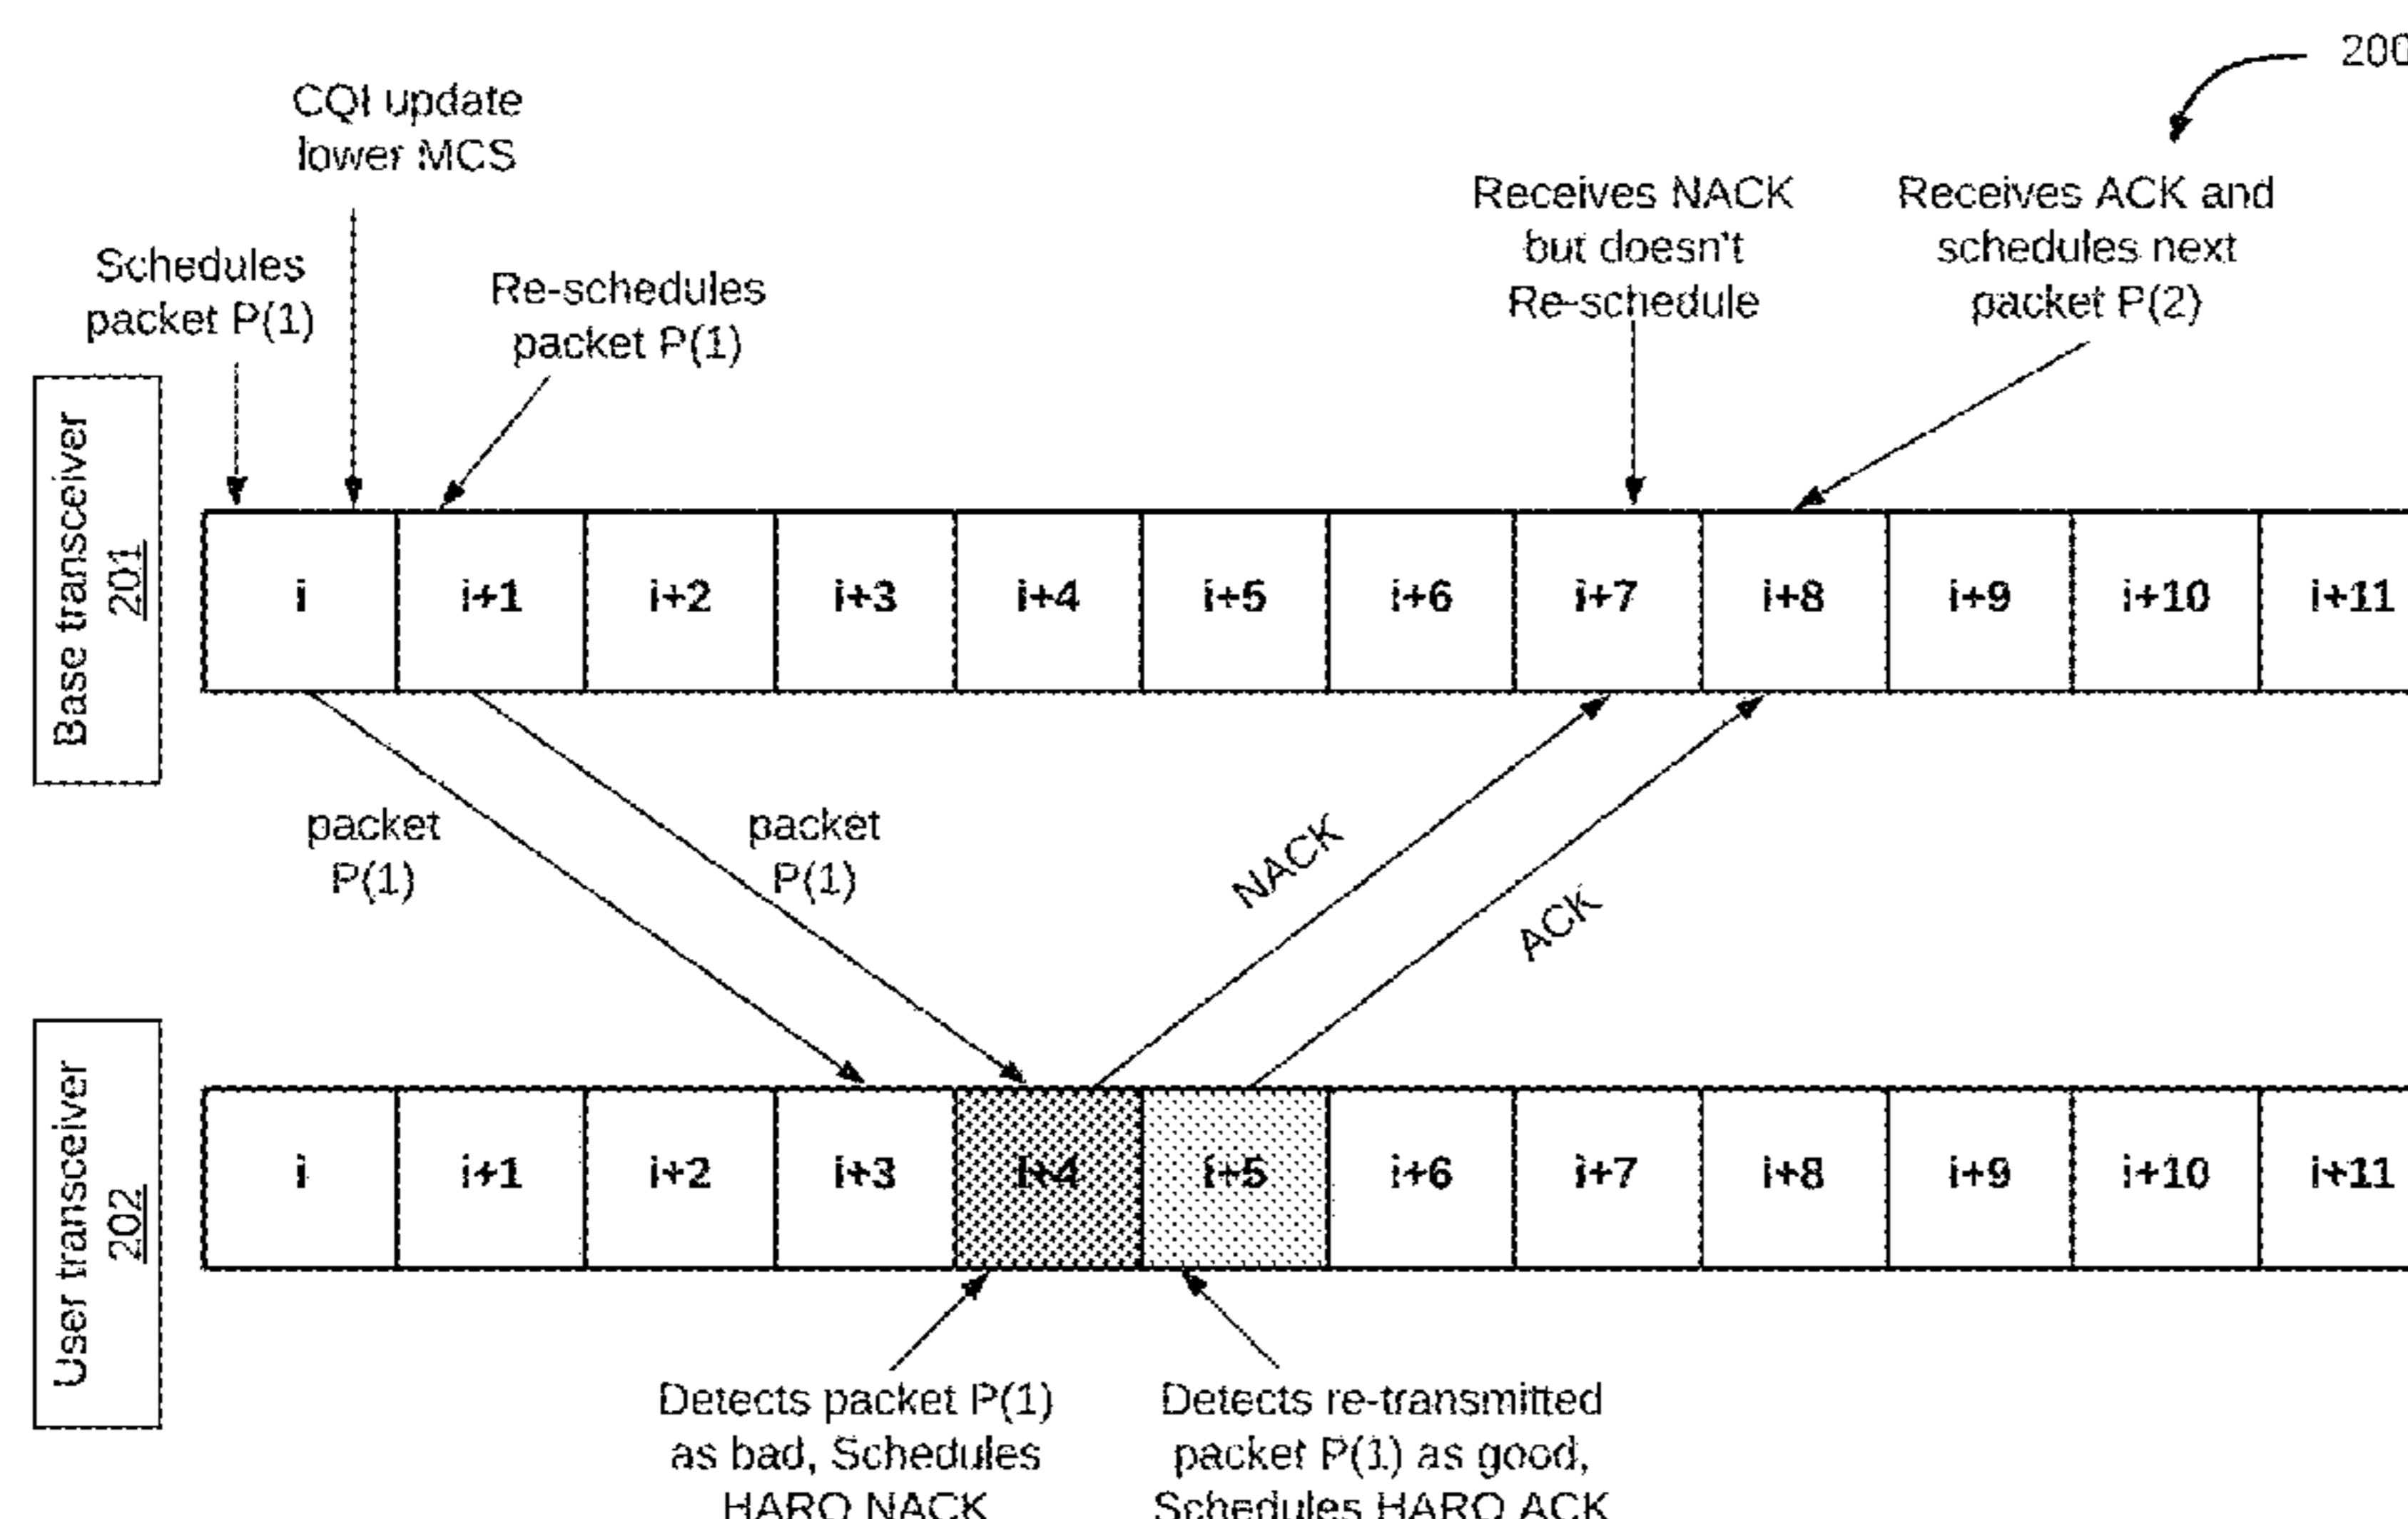 200
CQI update
lower MCS
Schedules
packet P(1)
Re-schedules
packet P(1)
Receives NACK
but doesn't
Re-schedule
Receives ACK and
schedules next
packet P(2)
Base transceiver
201
i
i+1
i+2
i+3
i+4
i+5
i+6
i+7
i+8
i+9
i+10
i+11
packet
P(1)
packet
P(1)
NACK
ACK
User transceiver
202
i
i+1
i+2
i+3
i+4
i+5
i+6
i+7
i+8
i+9
i+10
i+11
Detects packet P(1)
as bad, Schedules
HARQ NACK
Detects re-transmitted
packet P(1) as good,
Schedules HARQ ACK